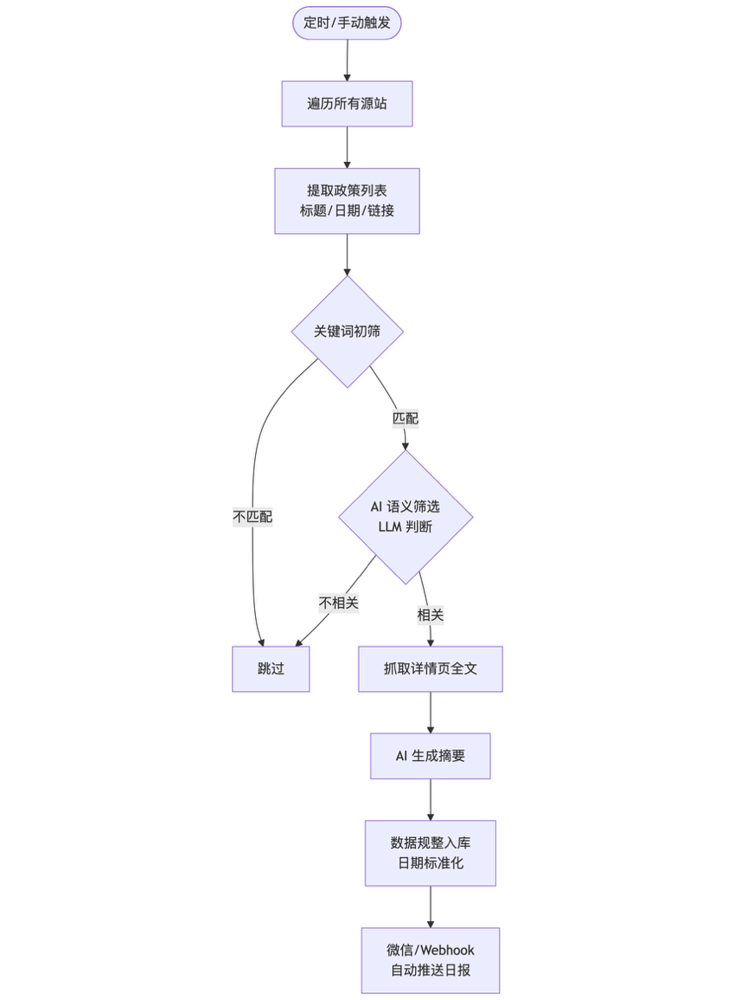 定时/手动触发
遍历所有源站
提取政策列表
标题/日期/链接
关键词初筛
匹配
AI 语义筛选
LLM 判断
不匹配
不相关
相关
跳过
抓取详情页全文
AI 生成摘要
数据规整入库
日期标准化
微信/Webhook
自动推送日报